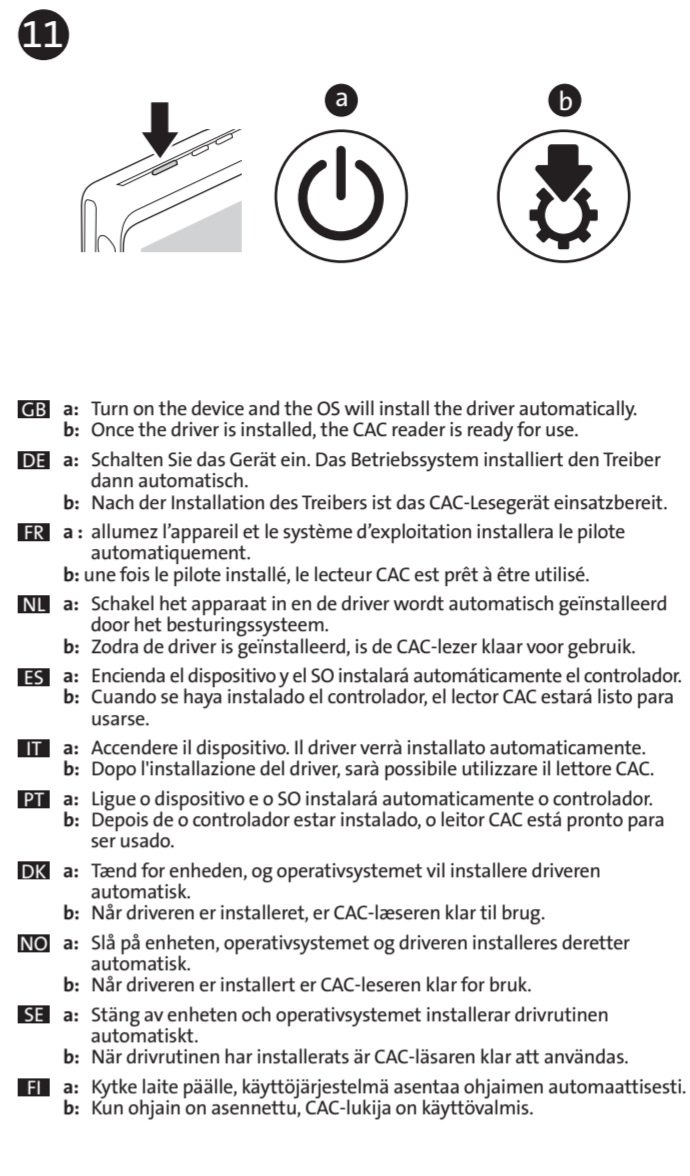 11
a
b
GB a: Turn on the device and the OS will install the driver automatically.
b: Once the driver is installed, the CAC reader is ready for use.
DE a: Schalten Sie das Gerät ein. Das Betriebssystem installiert den Treiber
dann automatisch.
b: Nach der Installation des Treibers ist das CAC-Lesegerät einsatzbereit.
FR a : allumez l’appareil et le système d’exploitation installera le pilote
automatiquement.
b: une fois le pilote installé, le lecteur CAC est prêt à être utilisé.
NL a: Schakel het apparaat in en de driver wordt automatisch geïnstalleerd
door het besturingssysteem.
b: Zodra de driver is geïnstalleerd, is de CAC-lezer klaar voor gebruik.
ES a: Encienda el dispositivo y el SO instalará automáticamente el controlador.
b: Cuando se haya instalado el controlador, el lector CAC estará listo para
usarse.
IT a: Accendere il dispositivo. Il driver verrà installato automaticamente.
b: Dopo l'installazione del driver, sarà possibile utilizzare il lettore CAC.
PT a: Ligue o dispositivo e o SO instalará automaticamente o controlador.
b: Depois de o controlador estar instalado, o leitor CAC está pronto para
ser usado.
DK a: Tænd for enheden, og operativsystemet vil installere driveren
automatisk.
b: Når driveren er installeret, er CAC-læseren klar til brug.
NO a: Slå på enheten, operativsystemet og driveren installeres deretter
automatisk.
b: Når driveren er installert er CAC-leseren klar for bruk.
SE a: Stäng av enheten och operativsystemet installerar drivrutinen
automatiskt.
b: När drivrutinen har installerats är CAC-läsaren klar att användas.
FI a: Kytke laite päälle, käyttöjärjestelmä asentaa ohjaimen automaattisesti.
b: Kun ohjain on asennettu, CAC-lukija on käyttövalmis.